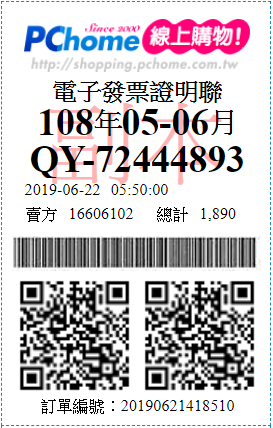 Since 2000
PChome 線上購物!
http://shopping.pchome.com.tw
電子發票證明聯
副本
108年05-06月
QY-72444893
2019-06-22 05:50:00
賣方 16606102 總計 1,890
訂單編號：20190621418510